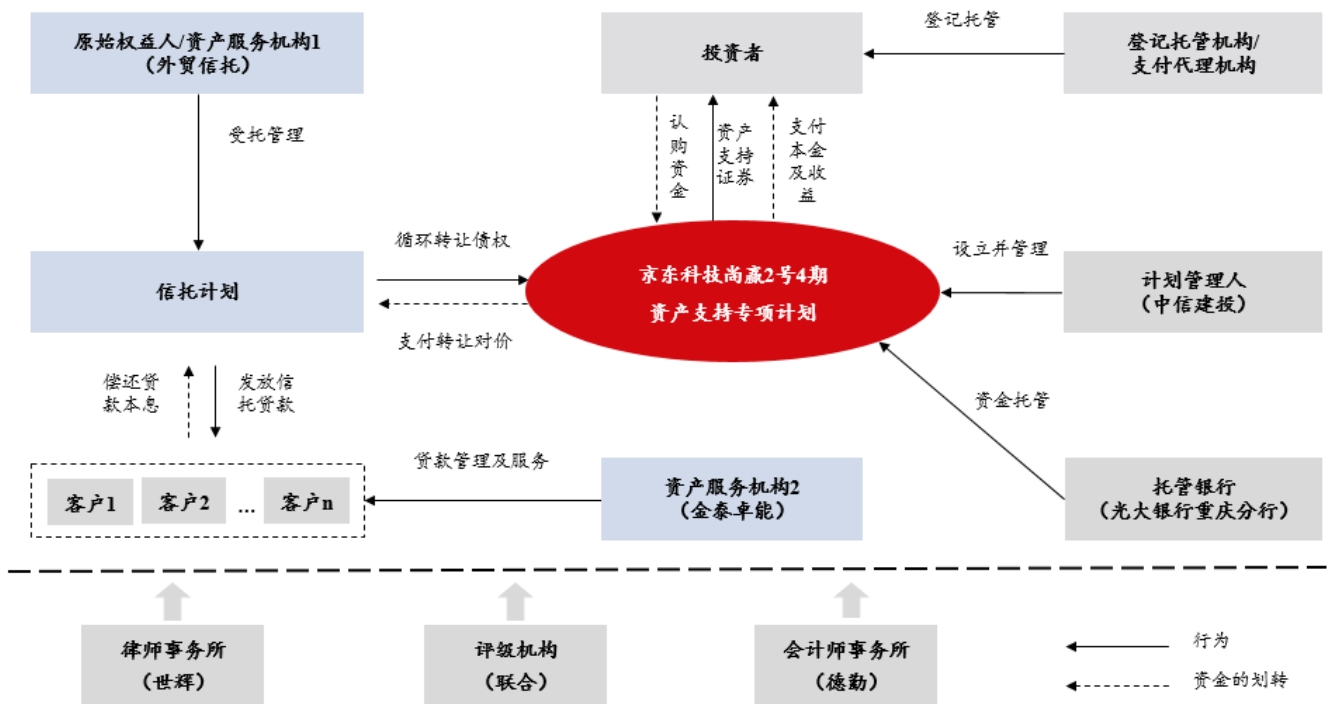 原始权益人/资产服务机构1
（外贸信托）
投资者
登记托管
登记托管机构/
支付代理机构
受托管理
认
购
资
金
资产
支持
证券
支付
本金
及收
益
信托计划
循环转让债权
支付转让对价
京东科技尚赢2号4期
资产支持专项计划
设立并管理
计划管理人
（中信建投）
偿还贷
款本息
发放信
托贷款
资金托管
客户1
客户2
...
客户n
贷款管理及服务
资产服务机构2
（金泰卓能）
托管银行
（光大银行重庆分行）
律师事务所
（世辉）
评级机构
（联合）
会计师事务所
（德勤）
行为
资金的划转